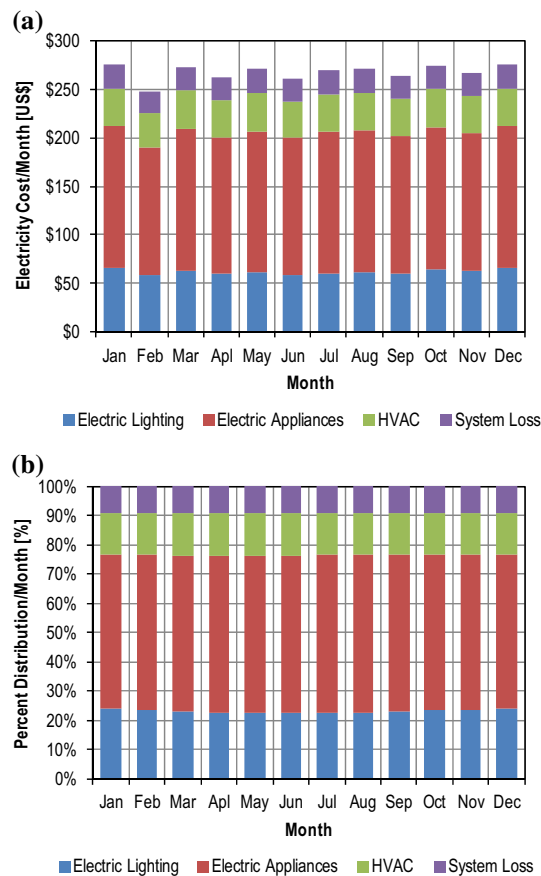 (a)
Electricity Cost/Month [US$]
$300
$250
$200
$150
$100
$50
$0
Jan Feb Mar Apl May Jun Jul Aug Sep Oct Nov Dec
Month
Electric Lighting Electric Appliances HVAC System Loss
(b)
Percent Distribution/Month [%]
100%
90%
80%
70%
60%
50%
40%
30%
20%
10%
0%
Jan Feb Mar Apl May Jun Jul Aug Sep Oct Nov Dec
Month
Electric Lighting Electric Appliances HVAC System Loss